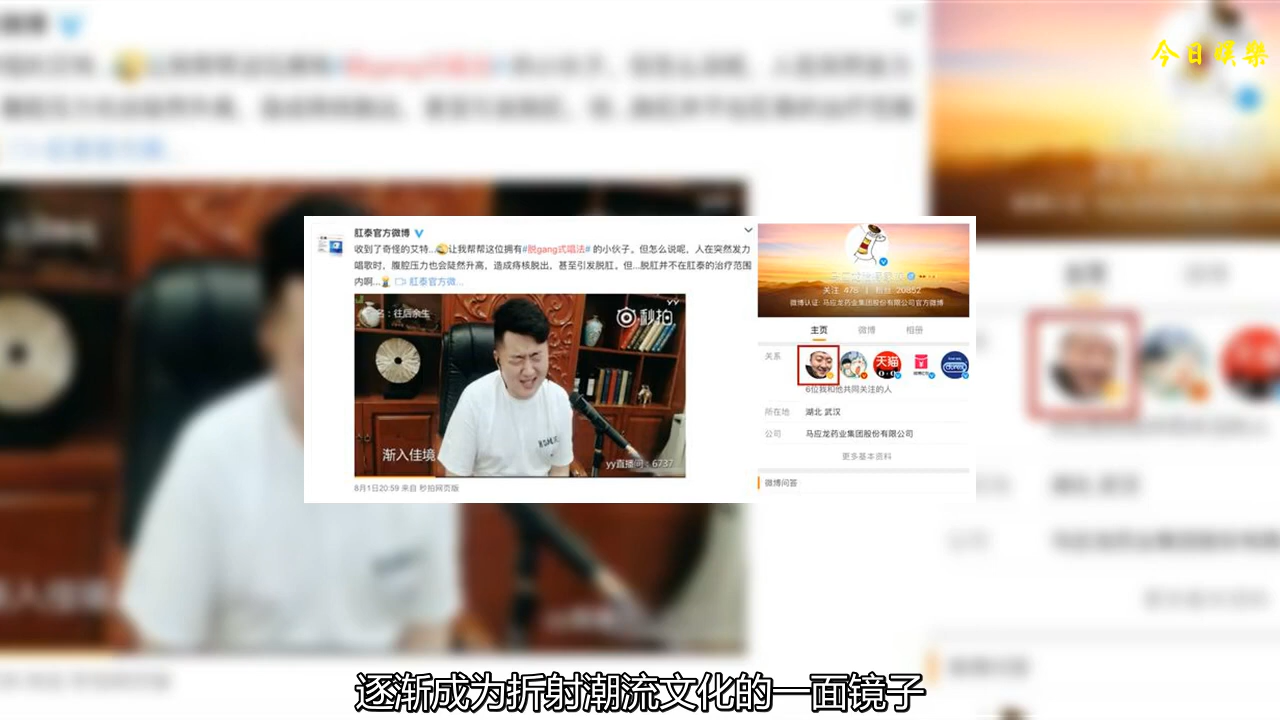 今日娱乐
肛泰官方微博
收到了奇怪的艾特...让我帮帮这位拥有#脱gang式唱法# 的小伙子。但怎么说呢，人在突然发力
唱歌时，腹腔压力也会陡然升高，造成痔核脱出，甚至引发脱肛。但...脱肛并不在肛泰的治疗范围
内啊... 肛泰官方微...
名：往后余生
YY
秒拍
渐入佳境
yy直播间：6737
8月1日20:59 来自 秒拍网页版
关注 476 | 粉丝 20852
微博认证: 马应龙药业集团股份有限公司官方微博
主页 微博 相册
关系
天猫
durex
6位我和他共同关注的人
所在地 湖北 武汉
公司 马应龙药业集团股份有限公司
更多基本资料
微博问答
逐渐成为折射潮流文化的一面镜子